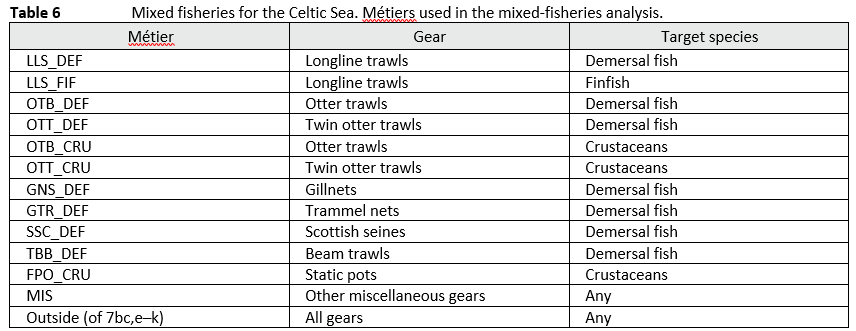 Table 6 Mixed fisheries for the Celtic Sea. Métiers used in the mixed-fisheries analysis.
Métier Gear Target species
LLS_DEF Longline trawls Demersal fish
LLS_FIF Longline trawls Finfish
OTB_DEF Otter trawls Demersal fish
OTT_DEF Twin otter trawls Demersal fish
OTB_CRU Otter trawls Crustaceans
OTT_CRU Twin otter trawls Crustaceans
GNS_DEF Gillnets Demersal fish
GTR_DEF Trammel nets Demersal fish
SSC_DEF Scottish seines Demersal fish
TBB_DEF Beam trawls Demersal fish
FPO_CRU Static pots Crustaceans
MIS Other miscellaneous gears Any
Outside (of 7bc,e–k) All gears Any